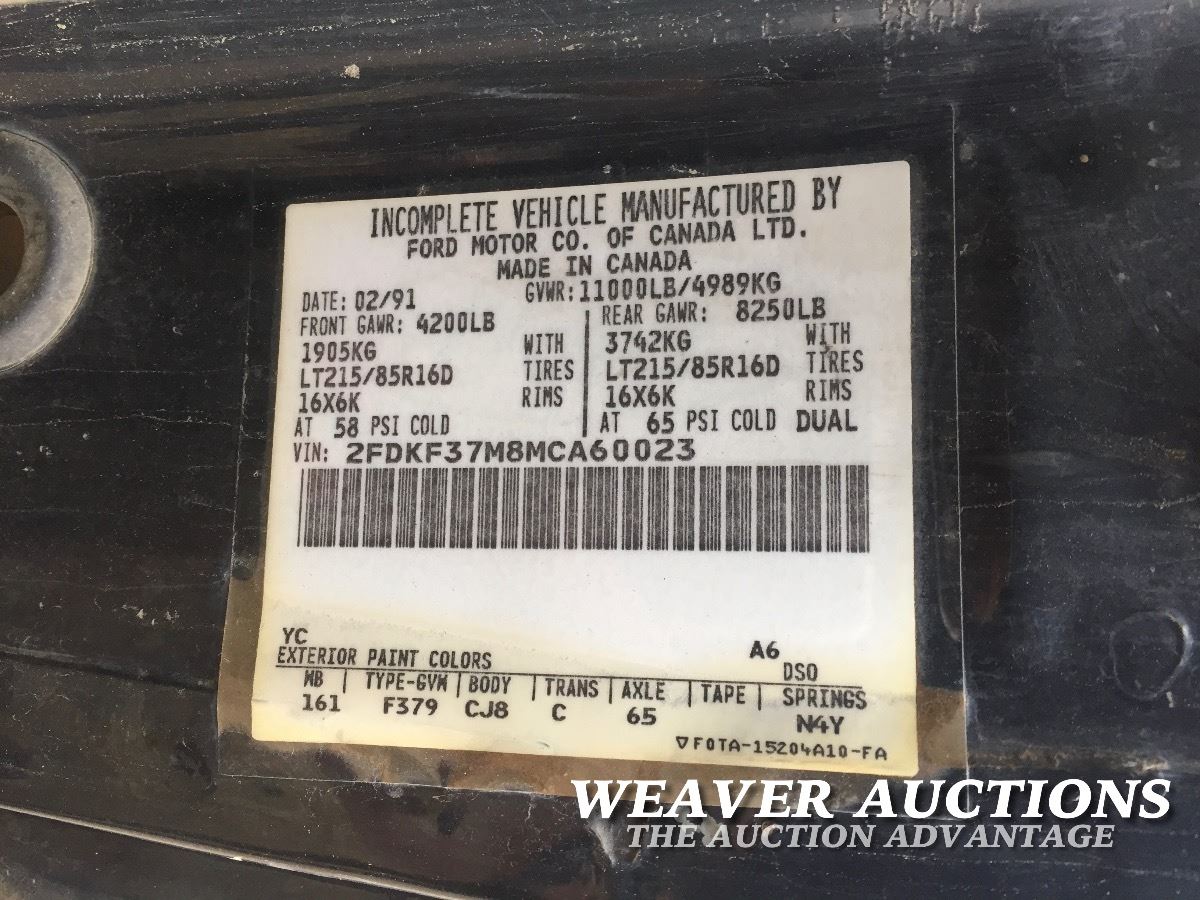 INCOMPLETE VEHICLE MANUFACTURED BY
FORD MOTOR CO. OF CANADA LTD.
MADE IN CANADA
DATE: 02/91 GVWR: 11000LB/4989KG
FRONT GAWR: 4200LB REAR GAWR: 8250LB
1905KG WITH 3742KG WITH
LT215/85R16D TIRES LT215/85R16D TIRES
16X6K RIMS 16X6K RIMS
AT 58 PSI COLD AT 65 PSI COLD DUAL
VIN: 2FDKF37M8MCA60023
YC A6
EXTERIOR PAINT COLORS DSO
WB | TYPE-GVW | BODY | TRANS | AXLE | TAPE | SPRINGS
161 F379 CJ8 C 65 N4Y
▽F0TA-15204A10-FA
WEAVER AUCTIONS
THE AUCTION ADVANTAGE